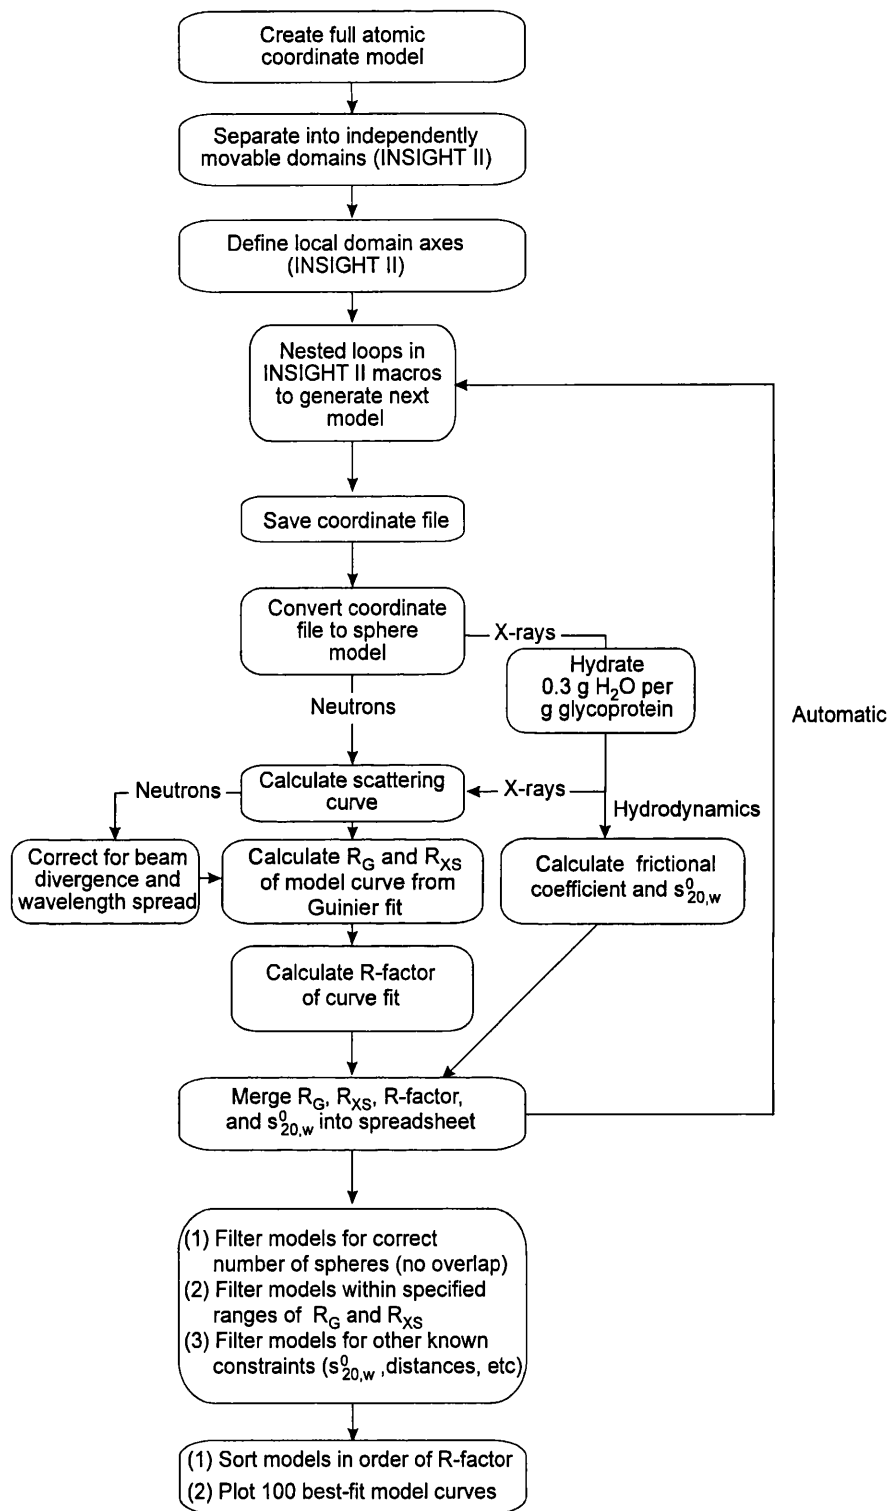 Create full atomic
coordinate model
Separate into independently
movable domains (INSIGHT II)
Define local domain axes
(INSIGHT II)
Nested loops in
INSIGHT II macros
to generate next
model
Save coordinate file
Convert coordinate
file to sphere
model
X-rays
Hydrate
0.3 g H₂O per
g glycoprotein
Neutrons
Automatic
Calculate scattering
curve
Neutrons
X-rays
Hydrodynamics
Correct for beam
divergence and
wavelength spread
Calculate R_G and R_XS
of model curve from
Guinier fit
Calculate frictional
coefficient and s⁰₂₀,w
Calculate R-factor
of curve fit
Merge R_G, R_XS, R-factor,
and s⁰₂₀,w into spreadsheet
(1) Filter models for correct
number of spheres (no overlap)
(2) Filter models within specified
ranges of R_G and R_XS
(3) Filter models for other known
constraints (s⁰₂₀,w ,distances, etc)
(1) Sort models in order of R-factor
(2) Plot 100 best-fit model curves